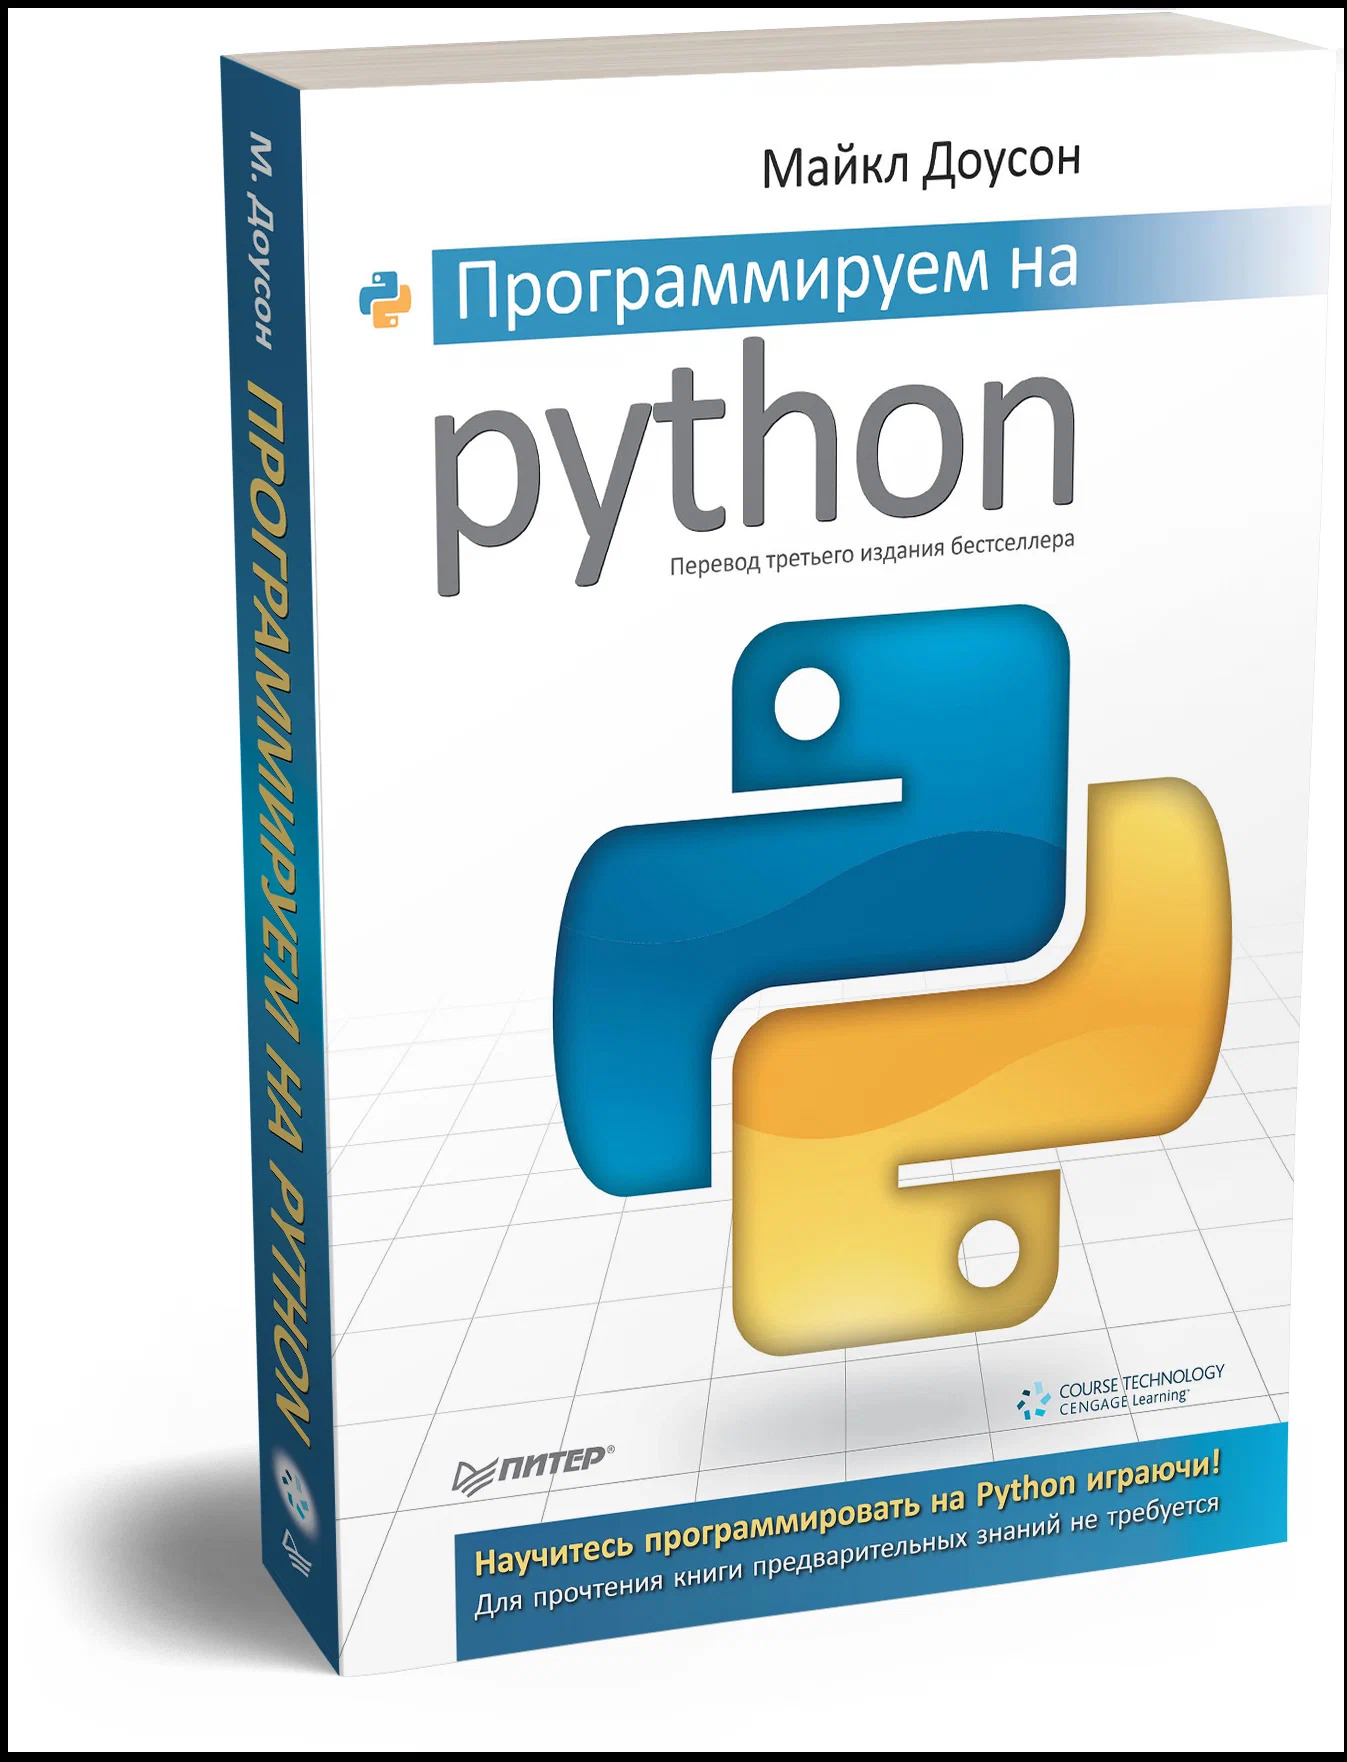 Майкл Доусон
Программируем на
python
Перевод третьего издания бестселлера
COURSE TECHNOLOGY
CENGAGE Learning™
ПИТЕР®
Научитесь программировать на Python играючи!
Для прочтения книги предварительных знаний не требуется
М. Доусон ПРОГРАММИРУЕМ НА PYTHON